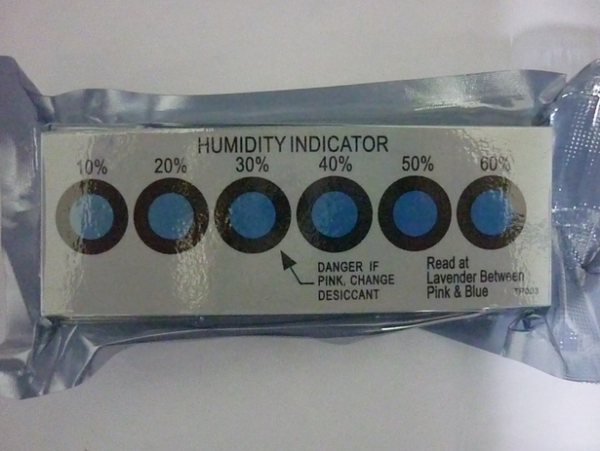 HUMIDITY INDICATOR
10% 20% 30% 40% 50% 60%
DANGER IF
PINK, CHANGE
DESICCANT
Read at
Lavender Between
Pink & Blue